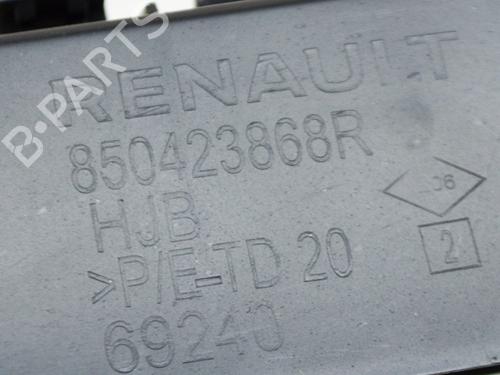 B-PARTS
RENAULT
850423868R
HJB
>P/E-TD 20
69240
06
2